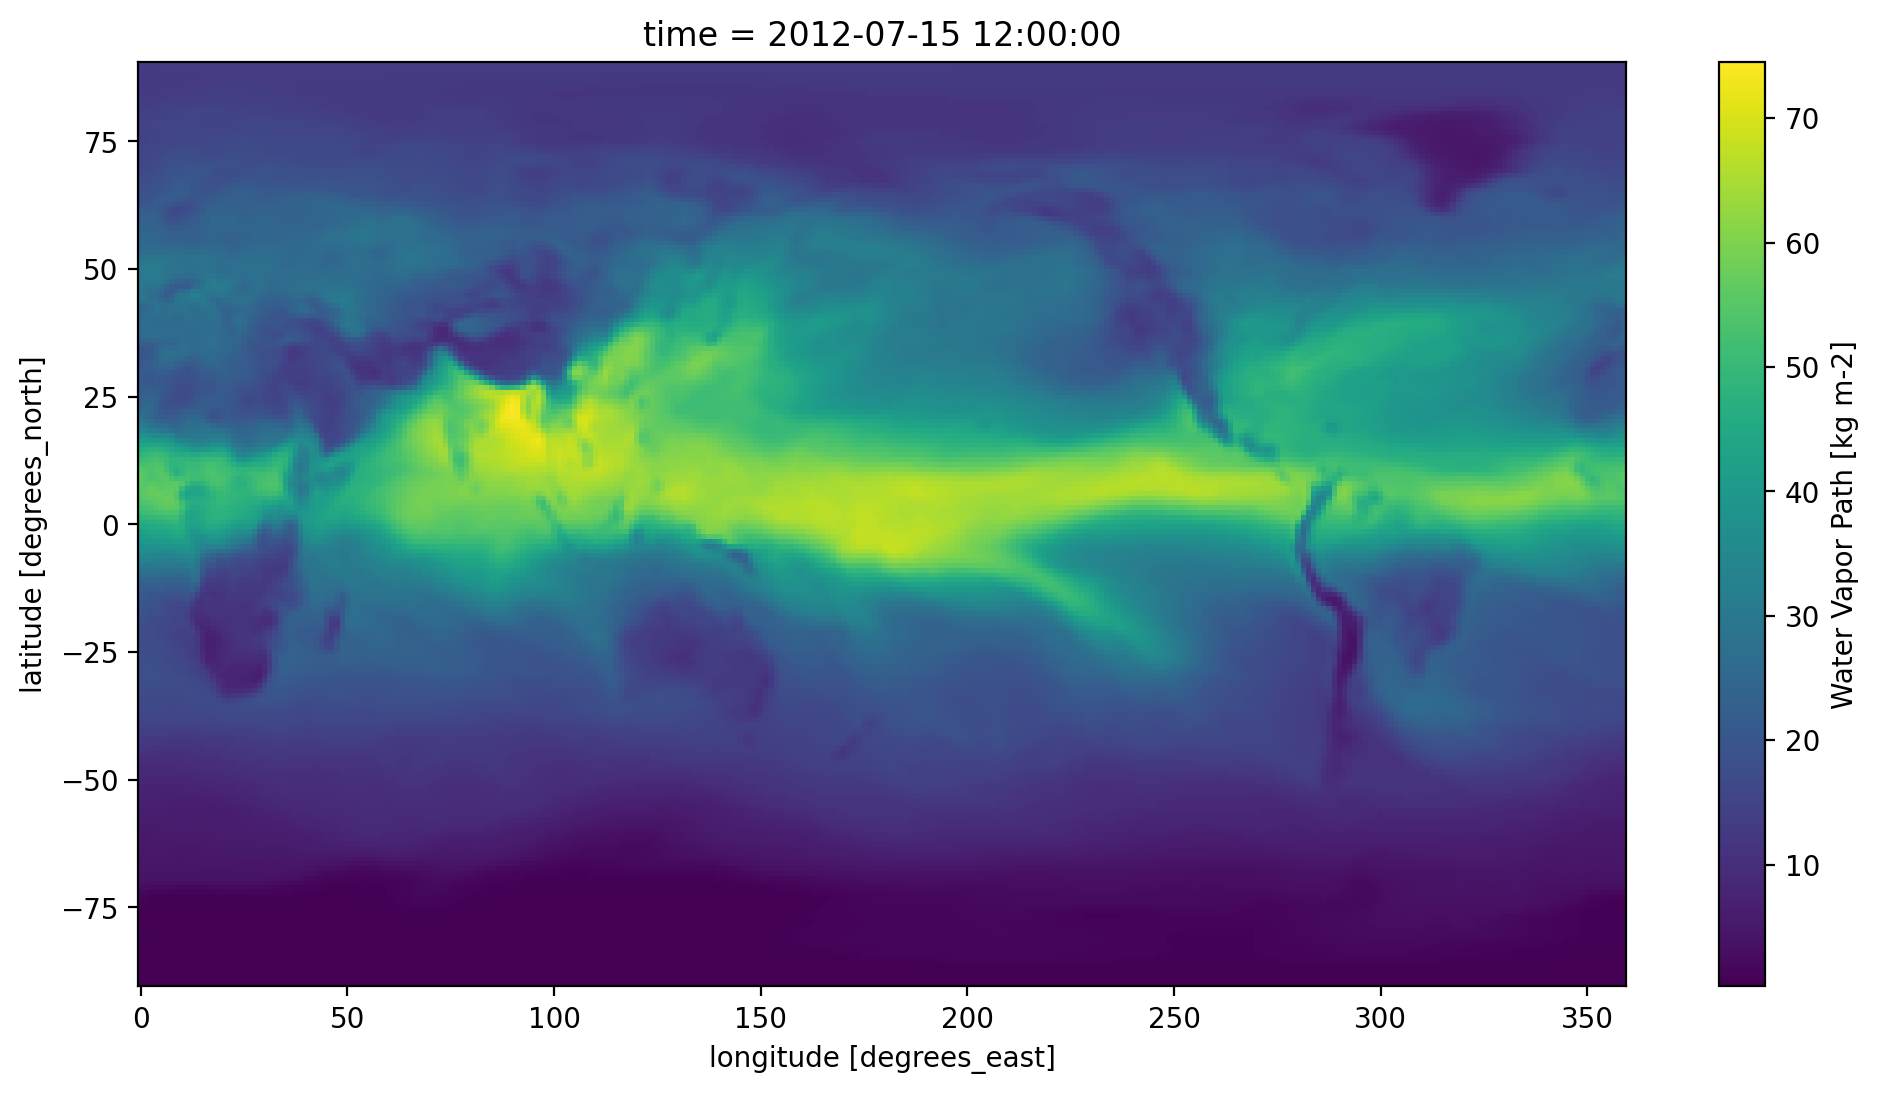 time = 2012-07-15 12:00:00
75
50
25
0
−25
−50
−75
latitude [degrees_north]
0 50 100 150 200 250 300 350
longitude [degrees_east]
70
60
50
40
30
20
10
Water Vapor Path [kg m-2]